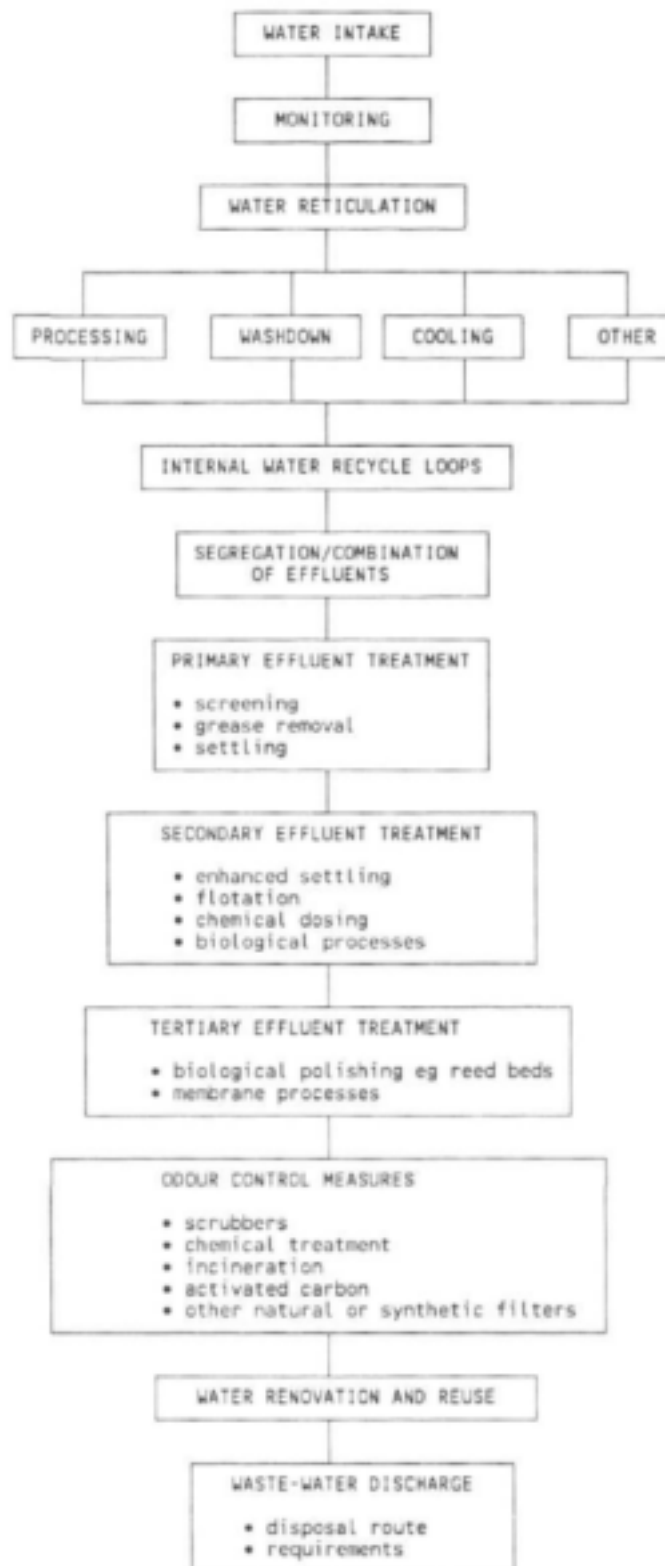 WATER INTAKE
MONITORING
WATER RETICULATION
PROCESSING
WASHDOWN
COOLING
OTHER
INTERNAL WATER RECYCLE LOOPS
SEGREGATION/COMBINATION
OF EFFLUENTS
PRIMARY EFFLUENT TREATMENT
• screening
• grease removal
• settling
SECONDARY EFFLUENT TREATMENT
• enhanced settling
• flotation
• chemical dosing
• biological processes
TERTIARY EFFLUENT TREATMENT
• biological polishing eg reed beds
• membrane processes
ODOUR CONTROL MEASURES
• scrubbers
• chemical treatment
• incineration
• activated carbon
• other natural or synthetic filters
WATER RENOVATION AND REUSE
WASTE-WATER DISCHARGE
• disposal route
• requirements